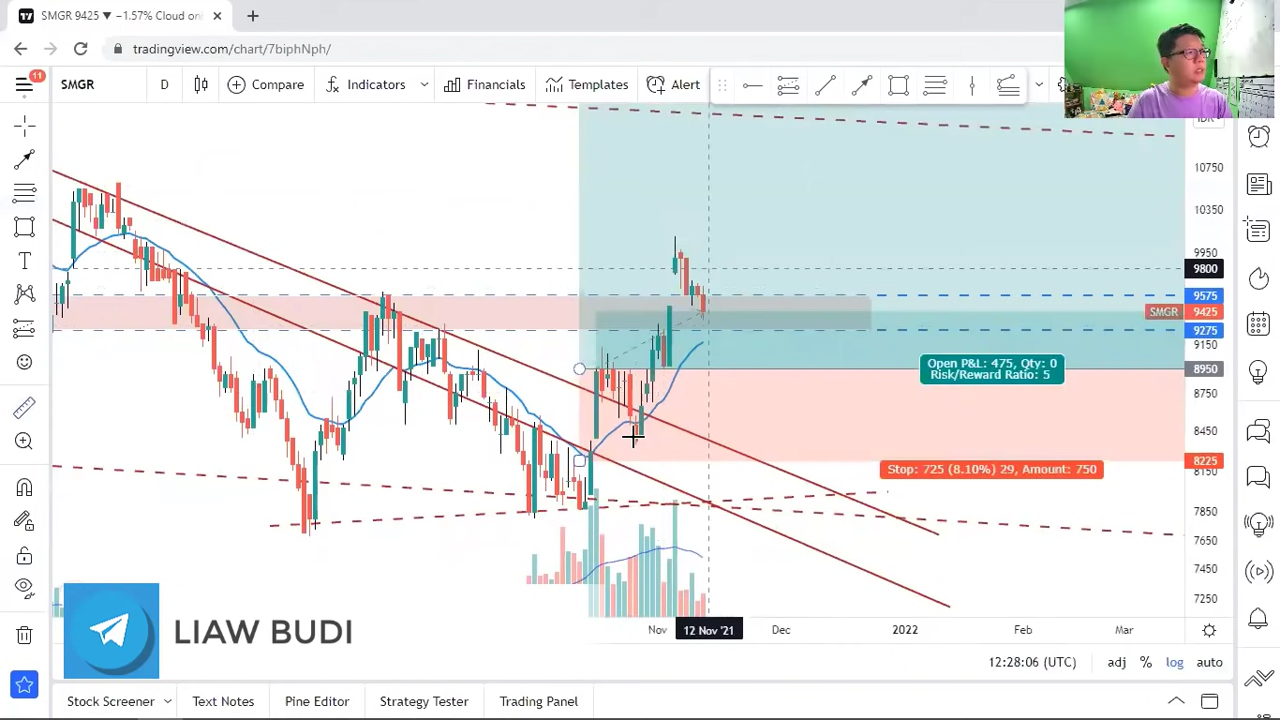 SMGR 9425 ▼ −1.57% Cloud on
tradingview.com/chart/7biphNph/
11
SMGR
D
Compare
Indicators
Financials
Templates
Alert
10750
10350
9950
9800
9575
SMGR 9425
9275
9150
8950
8750
8450
8225
8150
7850
7650
7450
7250
Open P&L: 475, Qty: 0
Risk/Reward Ratio: 5
Stop: 725 (8.10%) 29, Amount: 750
LIAW BUDI
Nov
12 Nov '21
Dec
2022
Feb
Mar
12:28:06 (UTC)
adj
%
log
auto
Stock Screener
Text Notes
Pine Editor
Strategy Tester
Trading Panel